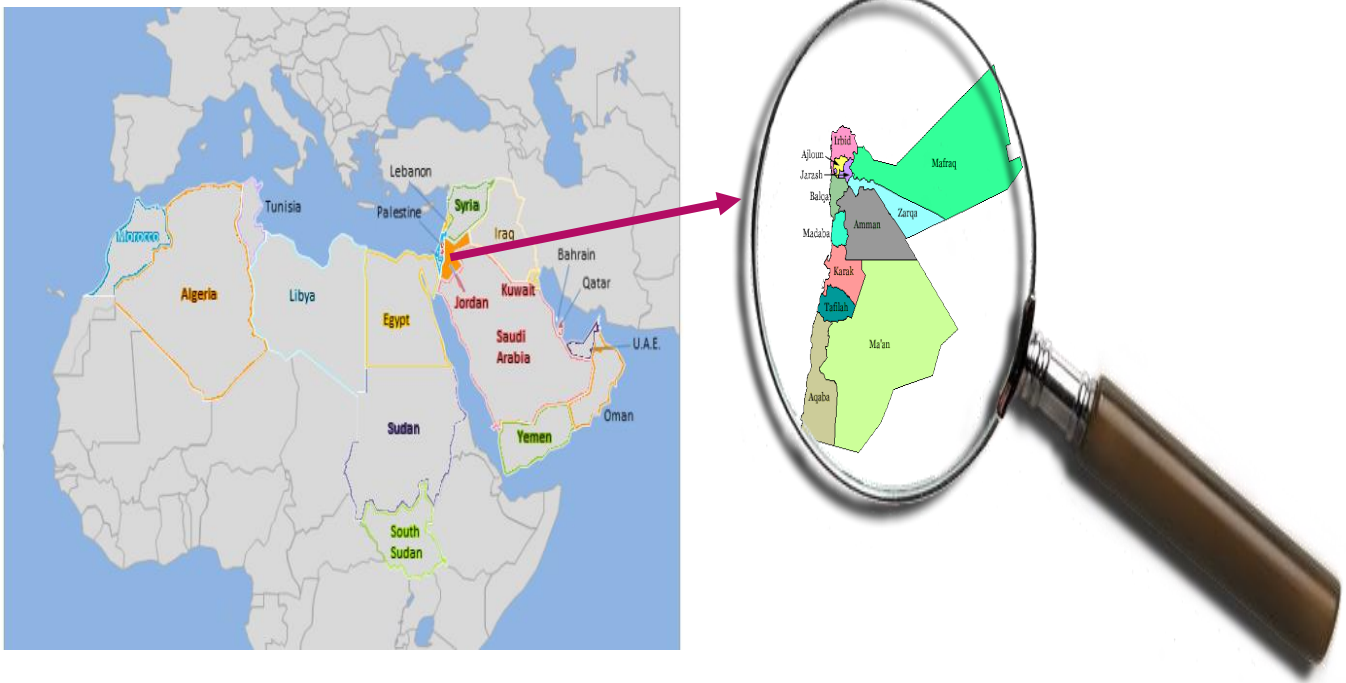 Lebanon
Palestine
Syria
Tunisia
Morocco
Iraq
Bahrain
Algeria
Libya
Kuwait
Qatar
Jordan
Egypt
Saudi
Arabia
U.A.E.
Sudan
Oman
Yemen
South
Sudan
Irbid
Ajloun
Jarash
Mafraq
Balqa
Zarqa
Amman
Madaba
Karak
Tafilah
Ma'an
Aqaba